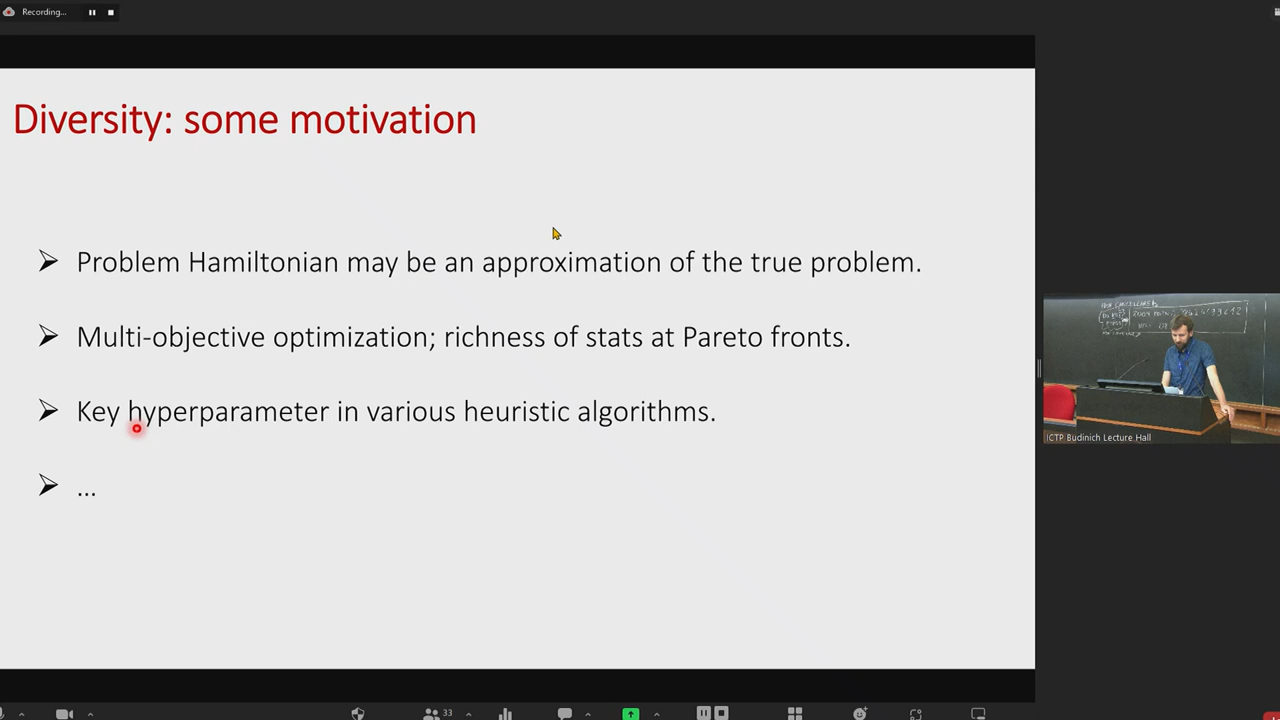 Recording...
Diversity: some motivation
Problem Hamiltonian may be an approximation of the true problem.
Multi-objective optimization; richness of stats at Pareto fronts.
Key hyperparameter in various heuristic algorithms.
...
ICTP Budinich Lecture Hall
33